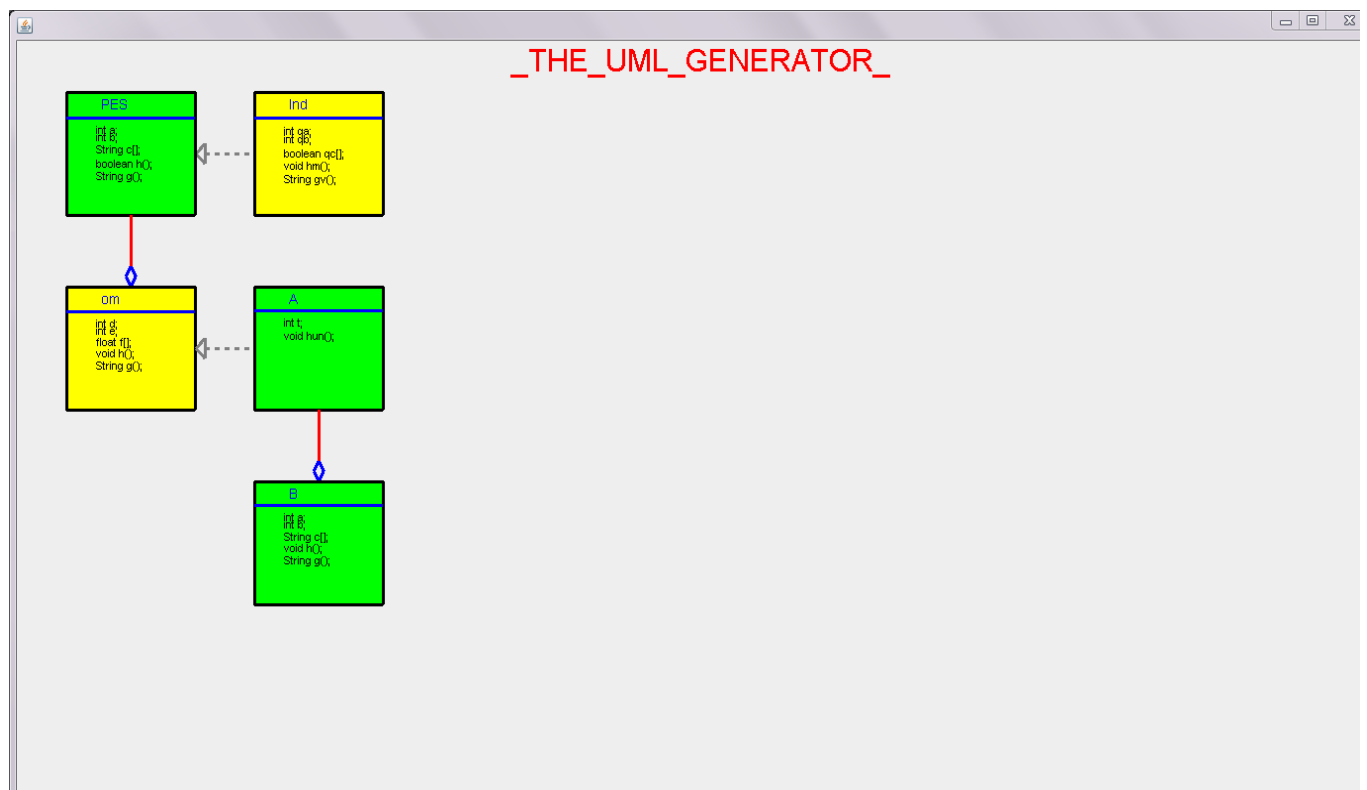 _THE_UML_GENERATOR_
PES
int a;
int b;
String c[];
boolean h();
String g();
Ind
int qa;
int qb;
boolean qc[];
void hm();
String gv();
om
int d;
int e;
float f[];
void h();
String g();
A
int t;
void hun();
B
int a;
int b;
String c[];
void h();
String g();